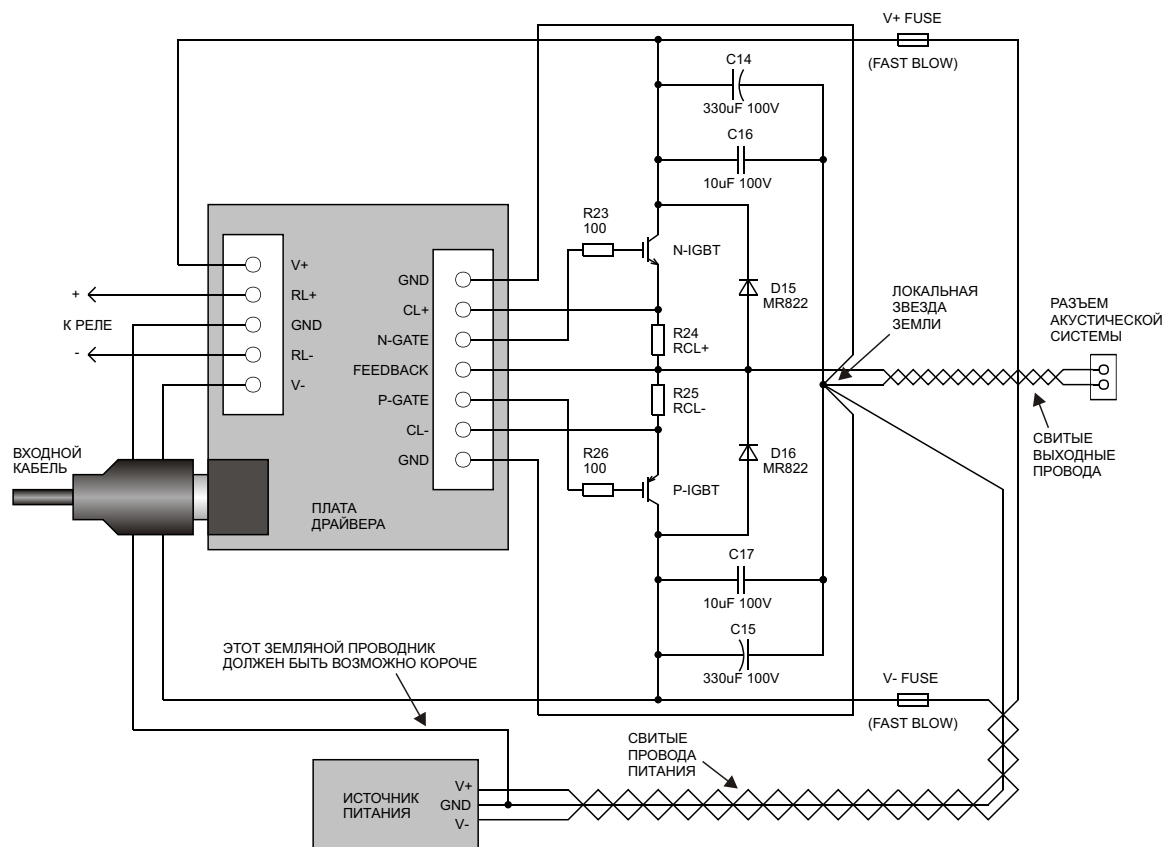 V+ FUSE
(FAST BLOW)
C14
330uF 100V
C16
10uF 100V
R23
100
N-IGBT
V+
RL+
GND
RL-
V-
+
К РЕЛЕ
-
GND
CL+
N-GATE
FEEDBACK
P-GATE
CL-
GND
D15
MR822
R24
RCL+
R25
RCL-
ЛОКАЛЬНАЯ
ЗВЕЗДА
ЗЕМЛИ
РАЗЪЕМ
АКУСТИЧЕСКОЙ
СИСТЕМЫ
СВИТЫЕ
ВЫХОДНЫЕ
ПРОВОДА
ВХОДНОЙ
КАБЕЛЬ
R26
100
D16
MR822
P-IGBT
ПЛАТА
ДРАЙВЕРА
C17
10uF 100V
C15
330uF 100V
ЭТОТ ЗЕМЛЯНОЙ ПРОВОДНИК
ДОЛЖЕН БЫТЬ ВОЗМОЖНО КОРОЧЕ
V- FUSE
(FAST BLOW)
СВИТЫЕ
ПРОВОДА
ПИТАНИЯ
ИСТОЧНИК
ПИТАНИЯ
V+
GND
V-